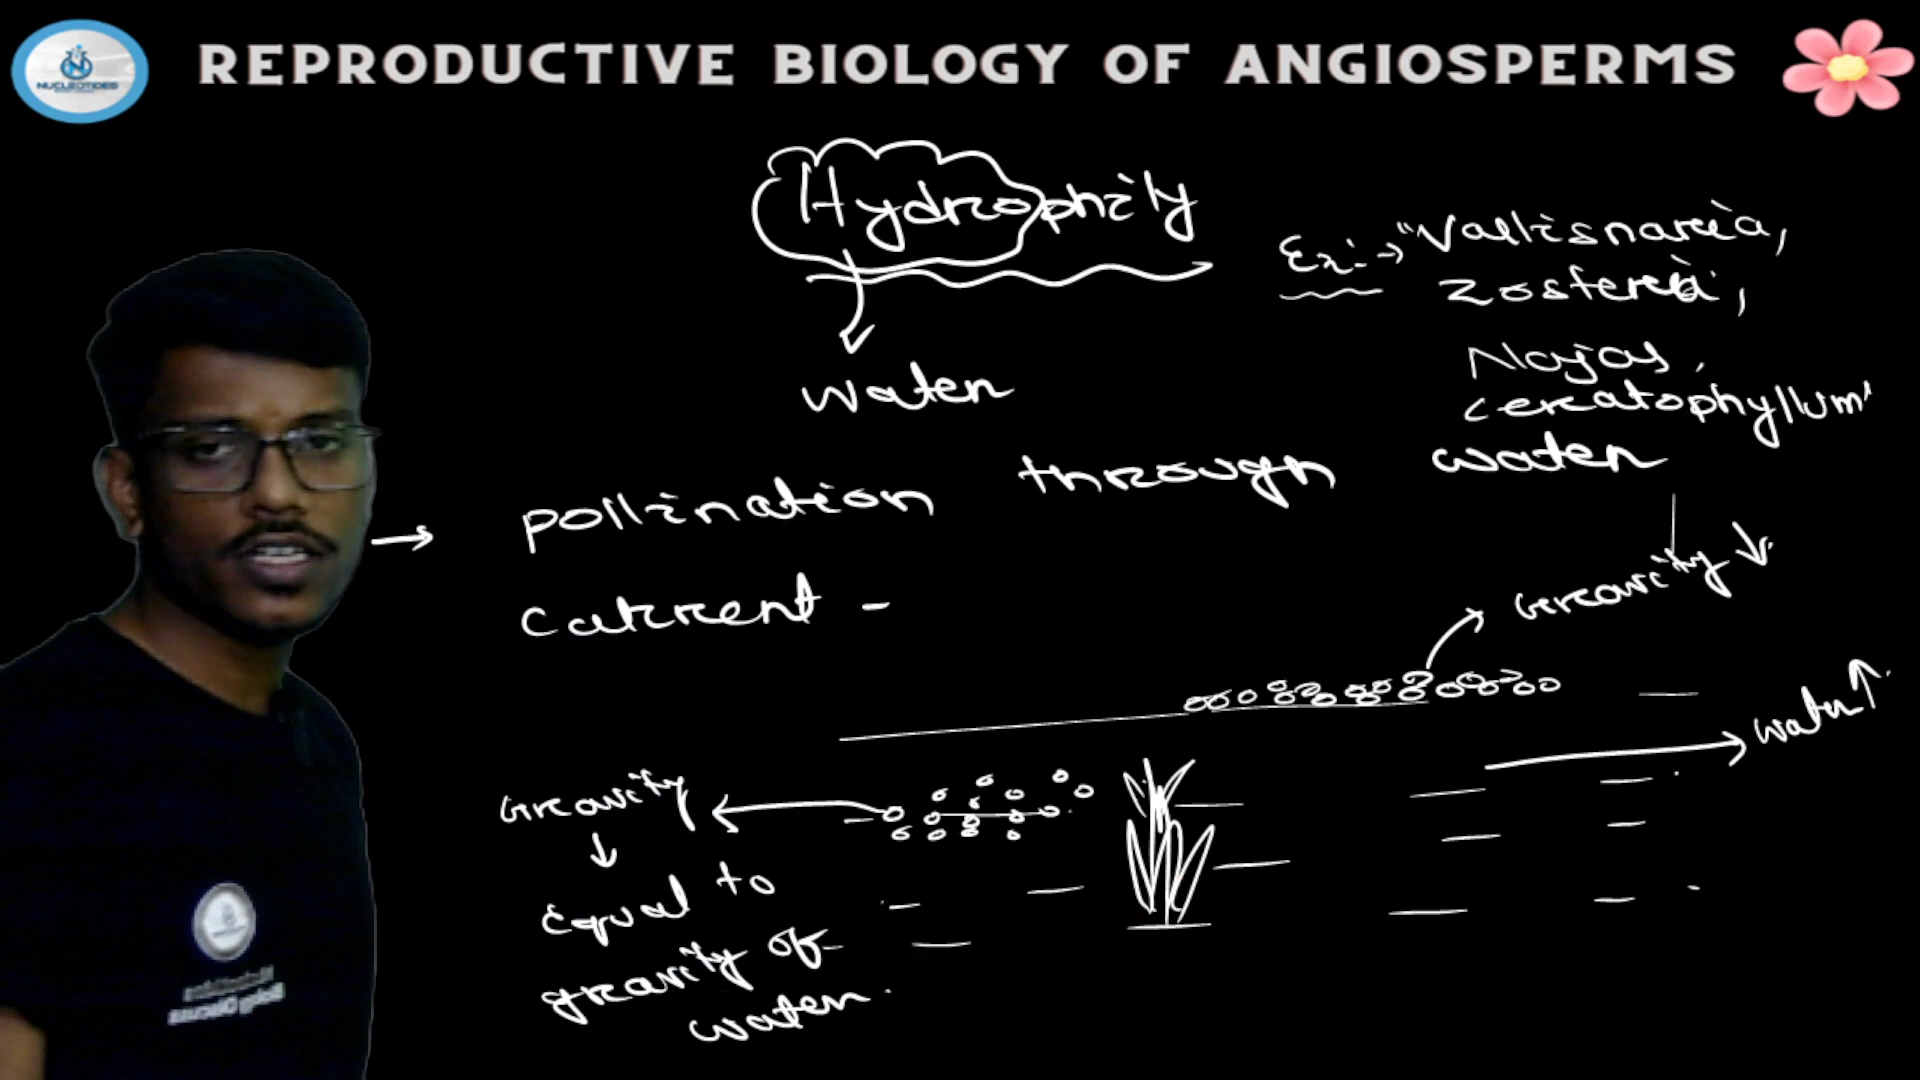 REPRODUCTIVE BIOLOGY OF ANGIOSPERMS
NUCLEOTIDES
Hydrophily
Ex:→ "Vallisnaria,
Zosteria,
Najas,
ceratophyllum"
water
→ pollination through water
current -
Gravity ↓
water ↑
Gravity
↓
Equal to
gravity of
water.